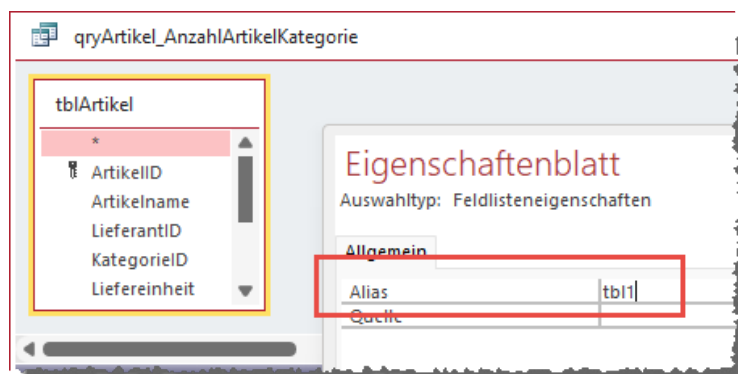 qryArtikel_AnzahlArtikelKategorie
tblArtikel
*
ArtikelID
Artikelname
LieferantID
KategorieID
Liefereinheit
Eigenschaftenblatt
Auswahltyp: Feldlisteneigenschaften
Allgemein
Alias tbl1
Quelle